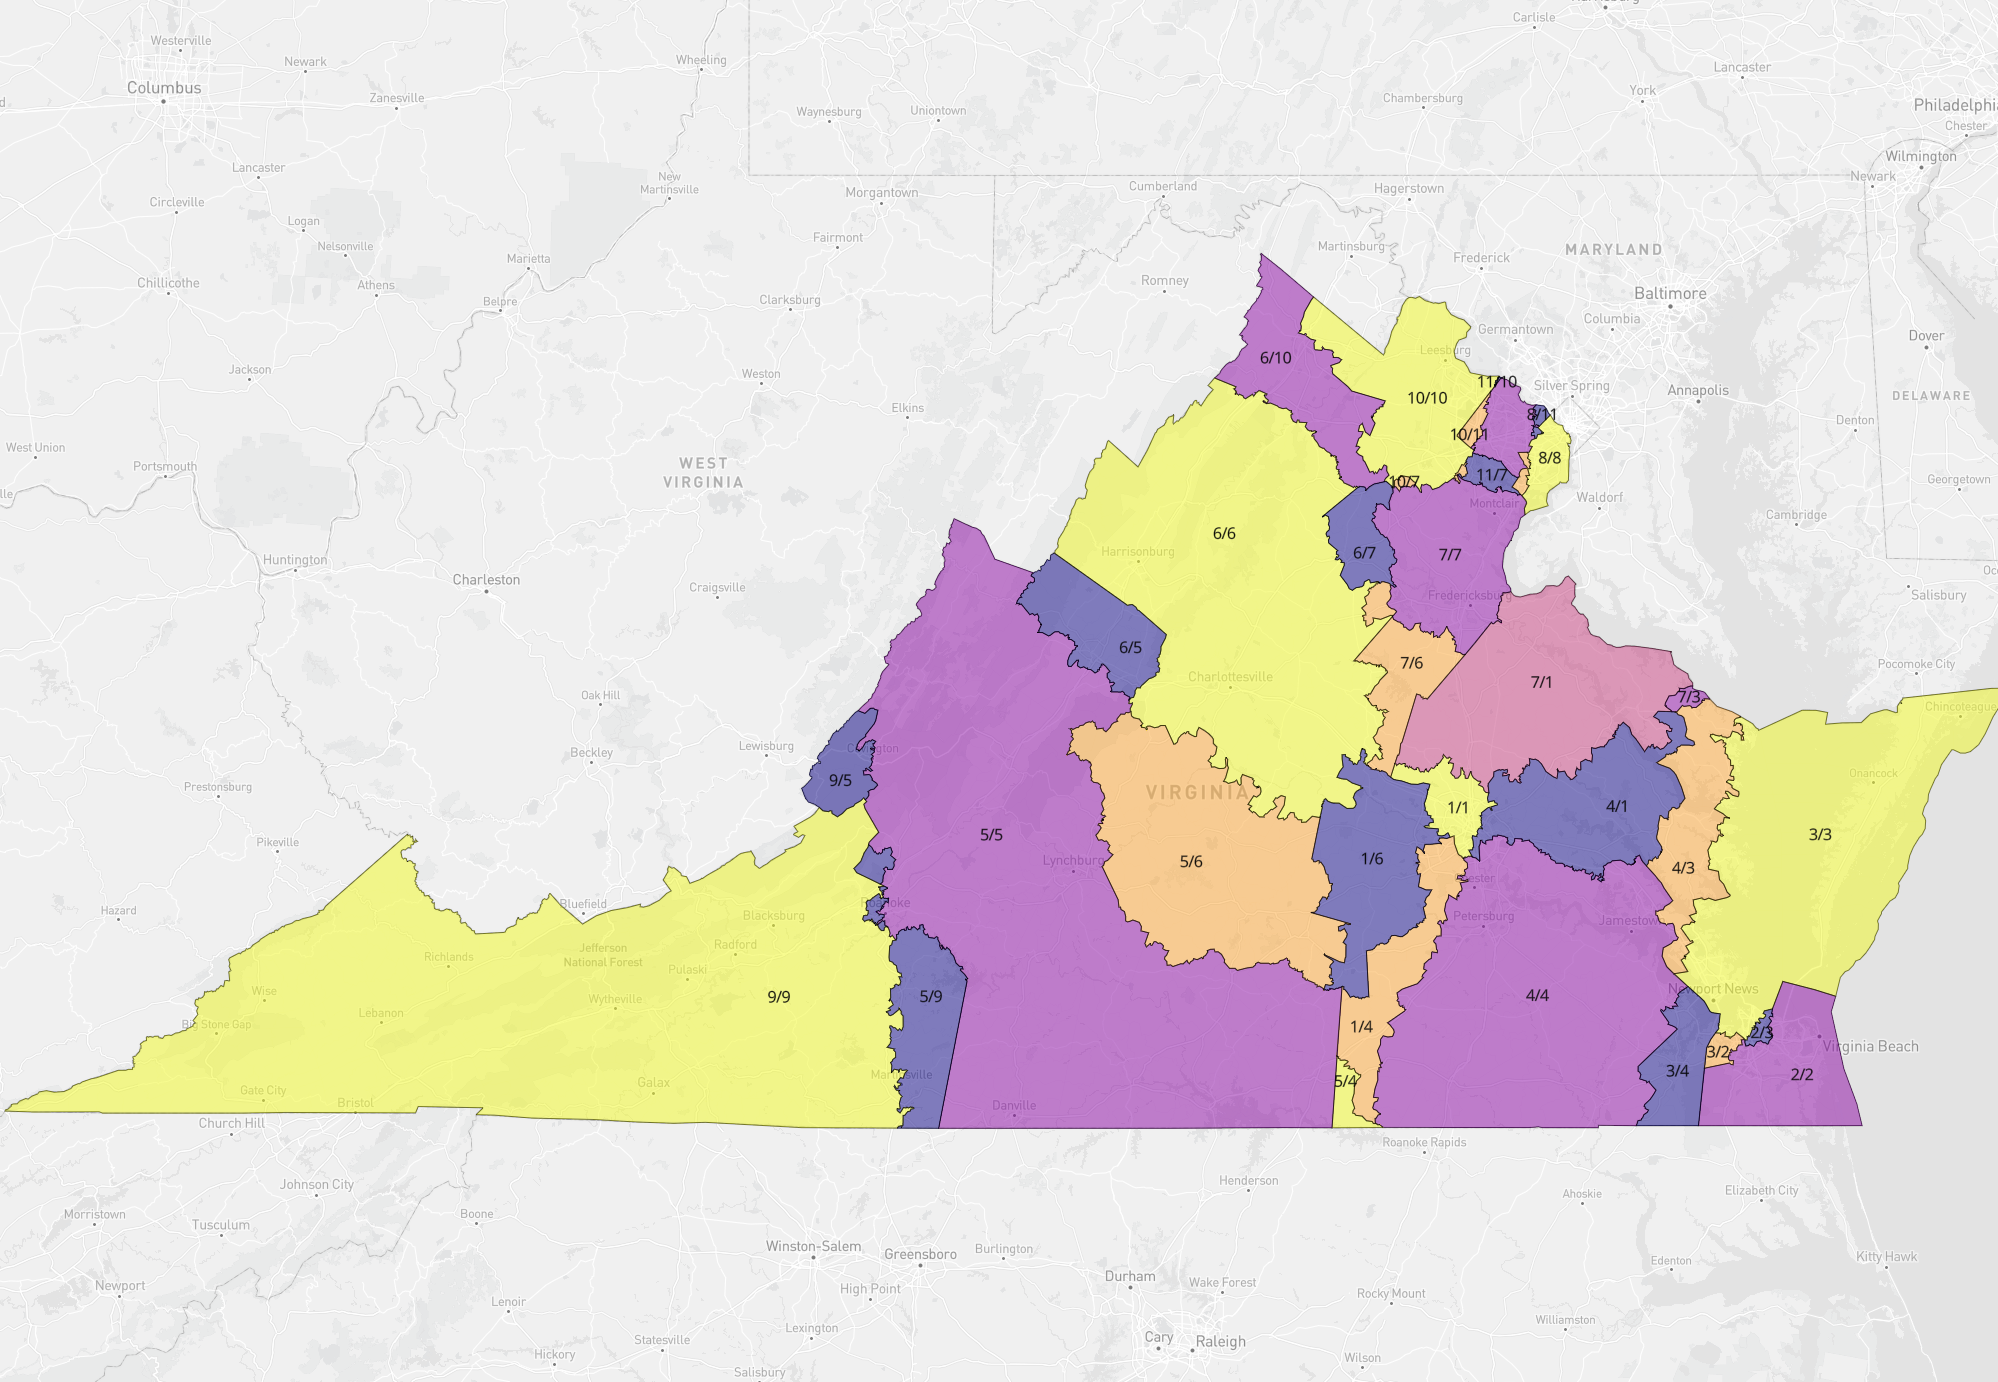 Carlisle
Westerville
Newark
Wheeling
Lancaster
Columbus
Zanesville
Waynesburg
Uniontown
Chambersburg
York
Philadelphia
Chester
Lancaster
New
Martinsville
Morgantown
Cumberland
Hagerstown
Wilmington
Newark
Circleville
Logan
Nelsonville
Fairmont
Martinsburg
Frederick
MARYLAND
Marietta
Chillicothe
Athens
Belpre
Clarksburg
Romney
Baltimore
Columbia
Germantown
Dover
Jackson
Weston
6/10
Leesburg
11/10
Silver Spring
Annapolis
DELAWARE
10/10
Elkins
8/11
Denton
West Union
Portsmouth
WEST
VIRGINIA
10/11
8/8
10/7
11/7
Montclair
Waldorf
Georgetown
Cambridge
Huntington
Charleston
Craigsville
Harrisonburg
6/6
6/7
7/7
Fredericksburg
Salisbury
6/5
7/6
Pocomoke City
Charlottesville
7/1
7/3
Oak Hill
Chincoteague
Beckley
Lewisburg
Covington
Prestonsburg
9/5
VIRGINIA
1/1
4/1
Onancock
Pikeville
5/5
Lynchburg
5/6
1/6
3/3
4/3
Chester
Hazard
Bluefield
Roanoke
Blacksburg
Petersburg
Jamestown
Richlands
Jefferson
National Forest
Radford
Pulaski
Wise
Wytheville
9/9
5/9
4/4
Newport News
Big Stone Gap
Lebanon
1/4
2/3
3/2
Virginia Beach
Gate City
Bristol
Galax
Martinsville
Danville
5/4
3/4
2/2
Church Hill
Roanoke Rapids
Johnson City
Henderson
Ahoskie
Elizabeth City
Morristown
Tusculum
Boone
Winston-Salem
Greensboro
Burlington
Edenton
Kitty Hawk
Newport
High Point
Durham
Wake Forest
Rocky Mount
Lenoir
Lexington
Statesville
Cary
Raleigh
Williamston
Hickory
Salisbury
Wilson